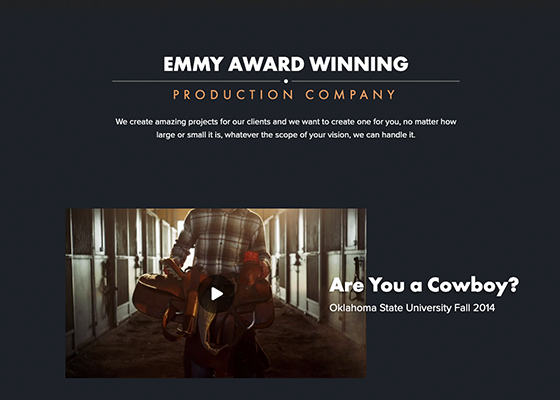 EMMY AWARD WINNING
PRODUCTION COMPANY
We create amazing projects for our clients and we want to create one for you, no matter how
large or small it is, whatever the scope of your vision, we can handle it.
Are You a Cowboy?
Oklahoma State University Fall 2014